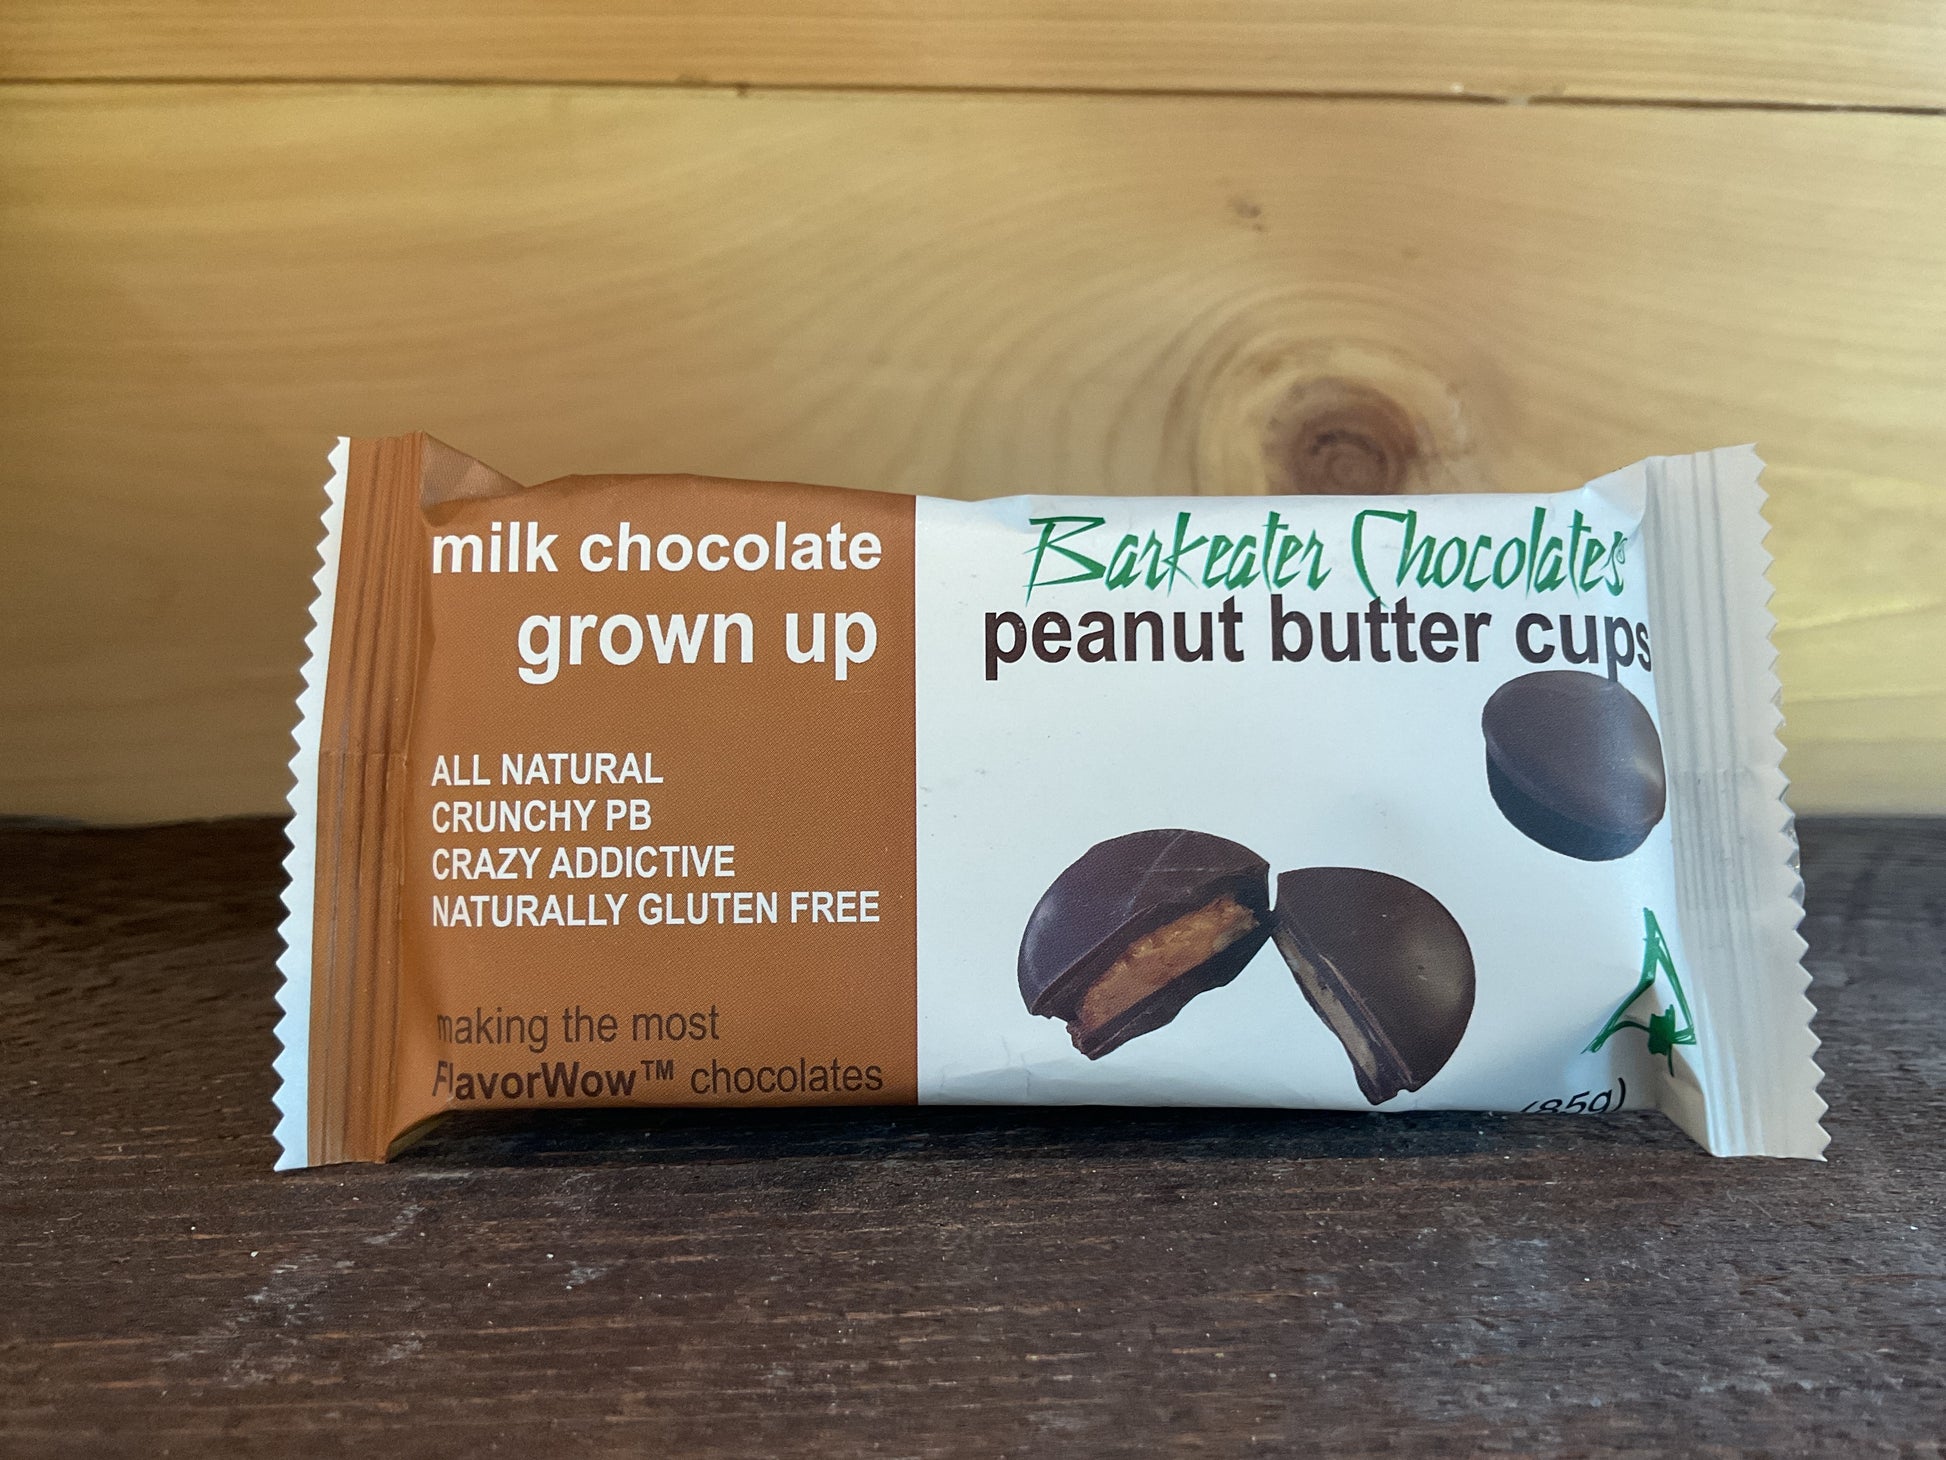 milk chocolate
grown up
ALL NATURAL
CRUNCHY PB
CRAZY ADDICTIVE
NATURALLY GLUTEN FREE
making the most
FlavorWow™ chocolates
Barkeater Chocolates®
peanut butter cups
(85g)